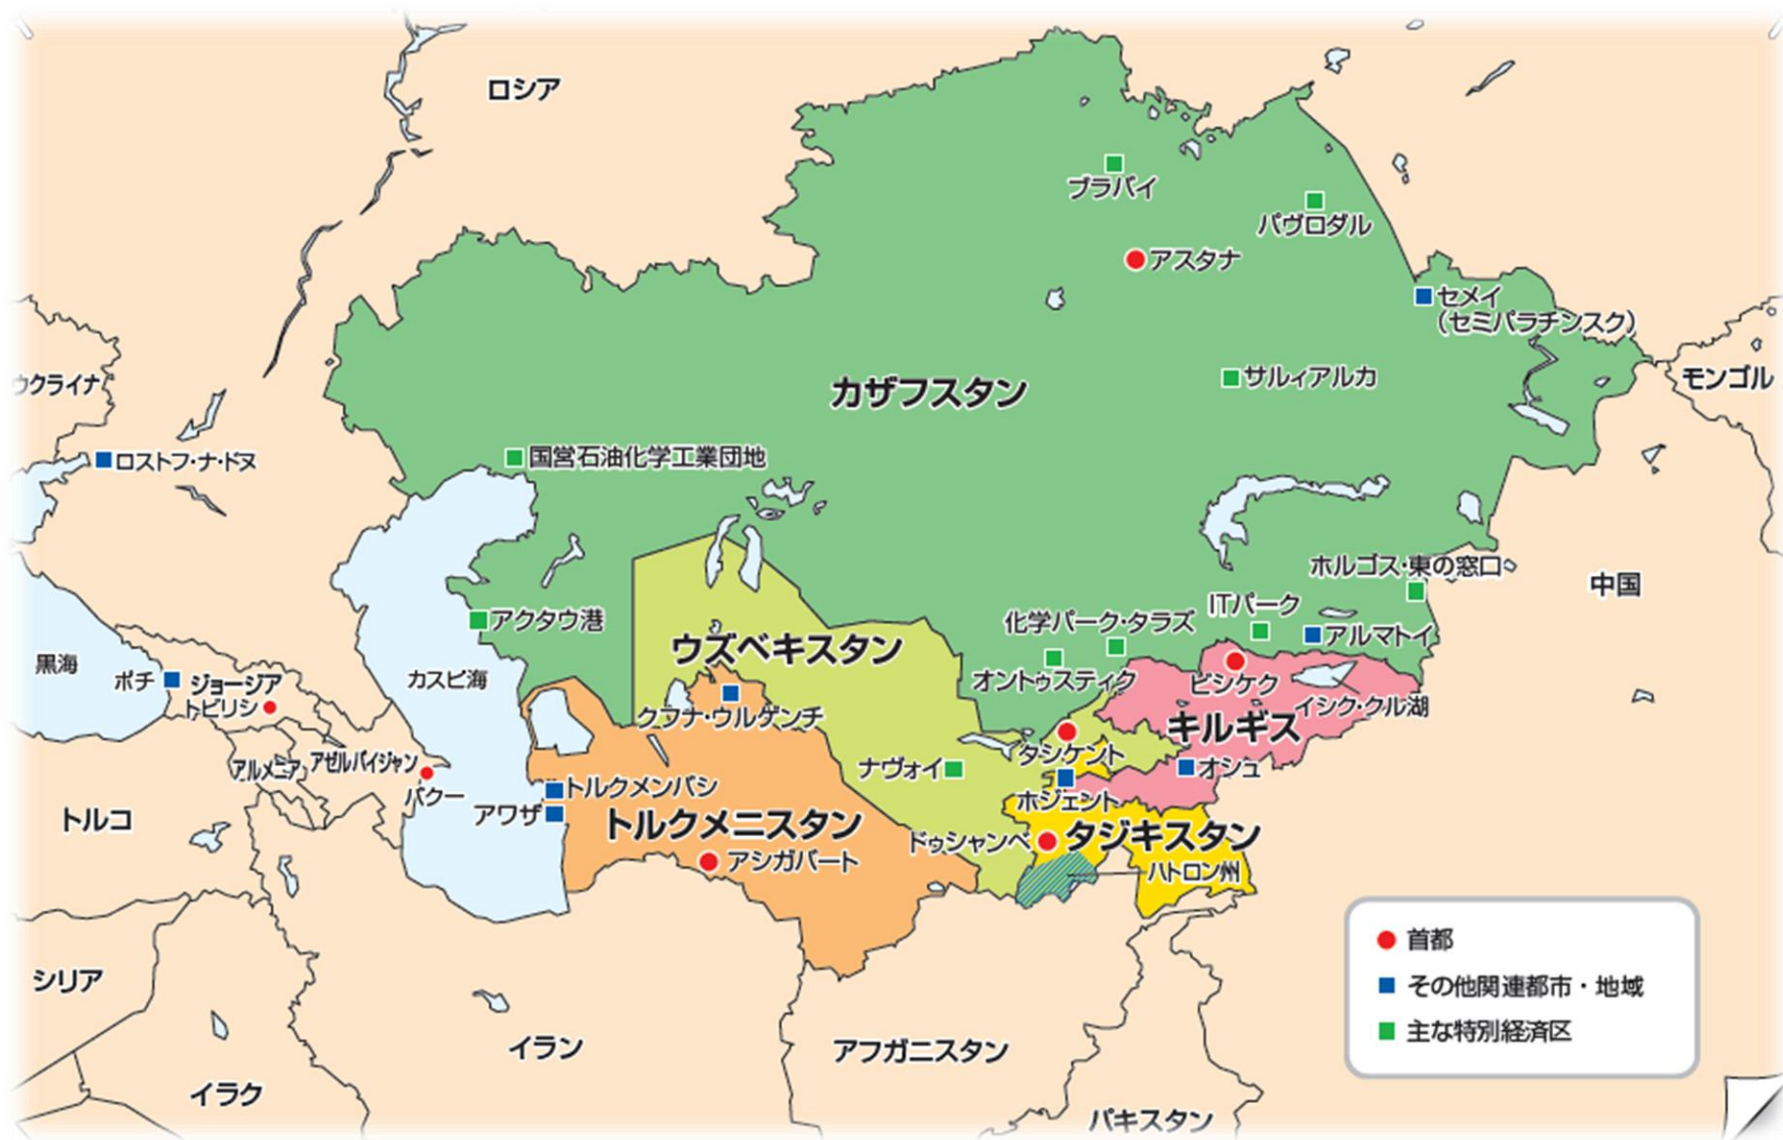 ロシア
ブラバイ
パヴロダル
アスタナ
セメイ
(セミパラチンスク)
ウクライナ
カザフスタン
サルィアルカ
モンゴル
ロストフ・ナ・ドヌ
国営石油化学工業団地
ホルゴス・東の窓口
中国
アクタウ港
化学パーク・タラズ
ITパーク
アルマトイ
ウズベキスタン
黒海
ポチ
ジョージア
トビリシ
カスピ海
オントゥスティク
ビシケク
イシク・クル湖
クフナ・ウルゲンチ
キルギス
タシケント
アルメニア
アゼルバイジャン
バクー
ナヴォイ
オシュ
トルクメンバシ
アワザ
ホジェント
トルコ
トルクメニスタン
ドゥシャンベ
タジキスタン
アシガバート
ハトロン州
シリア
イラン
アフガニスタン
イラク
パキスタン
首都
その他関連都市・地域
主な特別経済区